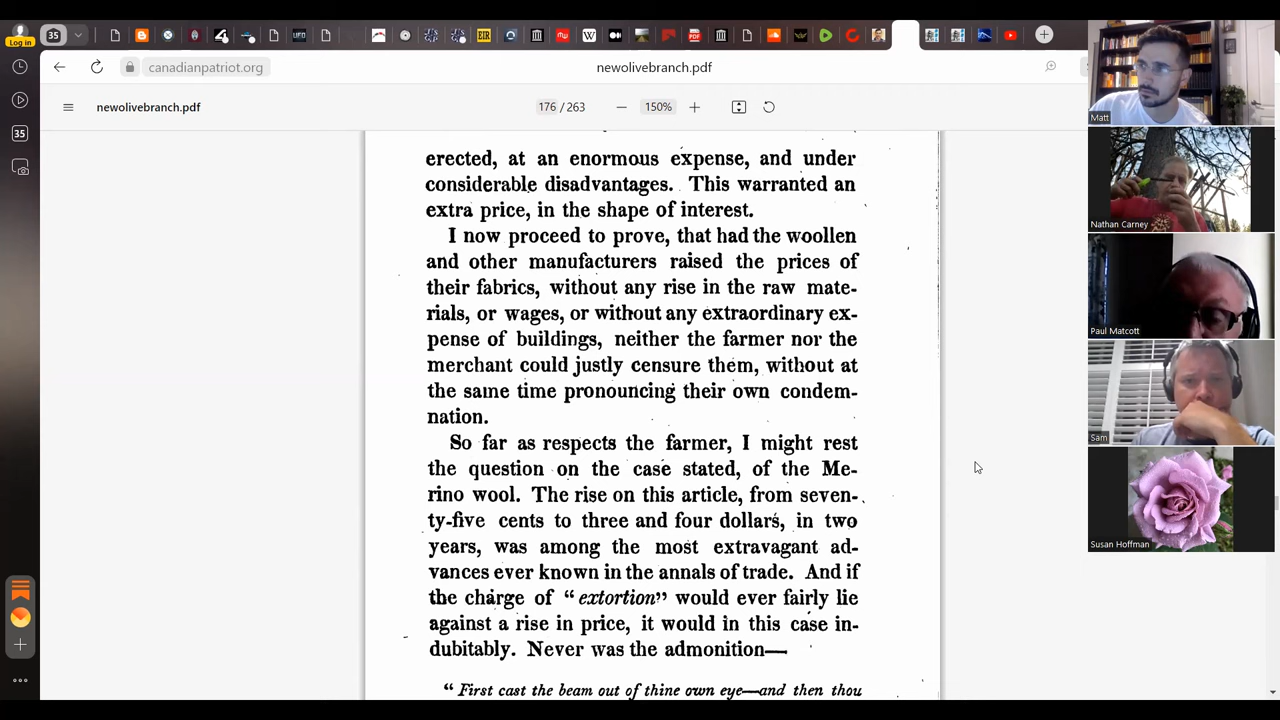 35
Log in
EIR
W
UFO
canadianpatriot.org
newolivebranch.pdf
35
newolivebranch.pdf
176 / 263
150%
erected, at an enormous expense, and under
considerable disadvantages. This warranted an
extra price, in the shape of interest.
I now proceed to prove, that had the woollen
and other manufacturers raised the prices of
their fabrics, without any rise in the raw mate-
rials, or wages, or without any extraordinary ex-
pense of buildings, neither the farmer nor the
merchant could justly censure them, without at
the same time pronouncing their own condem-
nation.
So far as respects the farmer, I might rest
the question on the case stated, of the Me-
rino wool. The rise on this article, from seven-
ty-five cents to three and four dollars, in two
years, was among the most extravagant ad-
vances ever known in the annals of trade. And if
the charge of "extortion" would ever fairly lie
against a rise in price, it would in this case in-
dubitably. Never was the admonition—
"First cast the beam out of thine own eye—and then thou
Matt
Nathan Carney
Paul Matcott
Sam
Susan Hoffman